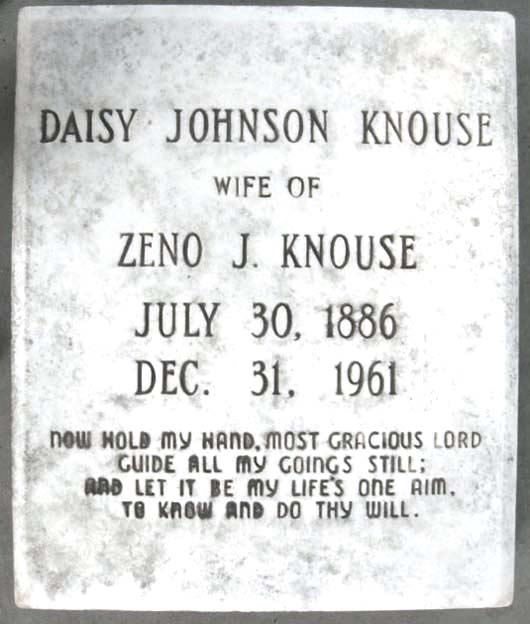 DAISY JOHNSON KNOUSE
WIFE OF
ZENO J. KNOUSE
JULY 30, 1886
DEC. 31, 1961
NOW HOLD MY HAND, MOST GRACIOUS LORD
GUIDE ALL MY GOINGS STILL;
AND LET IT BE MY LIFE'S ONE AIM,
TO KNOW AND DO THY WILL.